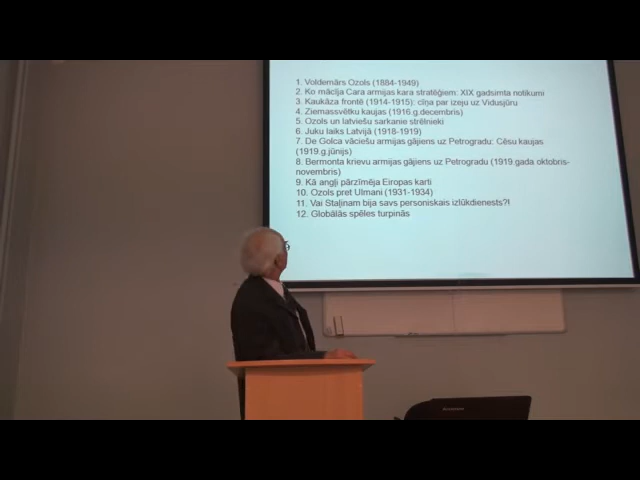 1. Voldemārs Ozols (1884-1949)
2. Ko mācīja Cara armijas kara stratēģiem: XIX gadsimta notikumi
3. Kaukāza frontē (1914-1915): cīņa par izeju uz Vidusjūru
4. Ziemassvētku kaujas (1916.g.decembris)
5. Ozols un latviešu sarkanie strēlnieki
6. Juku laiks Latvijā (1918-1919)
7. De Golca vāciešu armijas gājiens uz Petrogradu: Cēsu kaujas
(1919.g.jūnijs)
8. Bermonta krievu armijas gājiens uz Petrogradu (1919.gada oktobris-
novembris)
9. Kā angļi pārzīmēja Eiropas karti
10. Ozols pret Ulmani (1931-1934)
11. Vai Staļinam bija savs personiskais izlūkdienests?!
12. Globālās spēles turpinās
lenovo